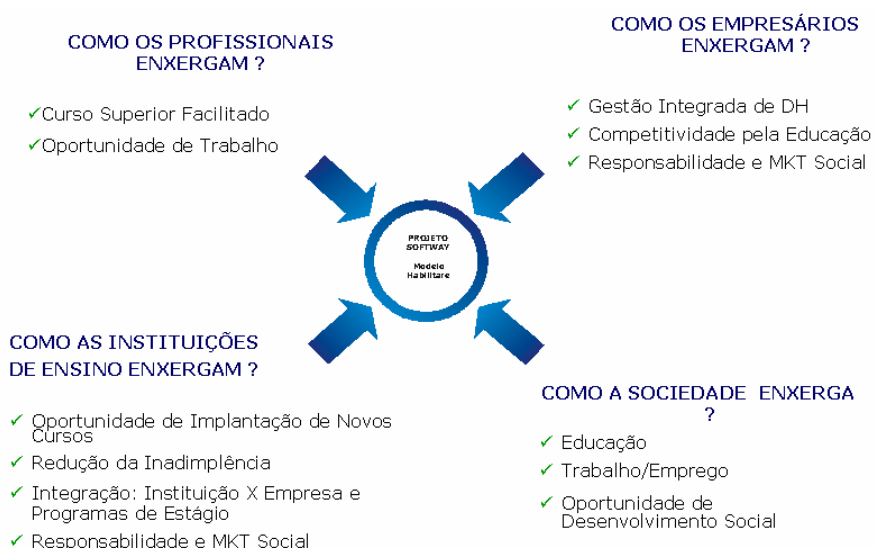 COMO OS PROFISSIONAIS
ENXERGAM ?
✓Curso Superior Facilitado
✓Oportunidade de Trabalho
COMO OS EMPRESÁRIOS
ENXERGAM ?
✓ Gestão Integrada de DH
✓ Competitividade pela Educação
✓ Responsabilidade e MKT Social
PROJETO
SOFTWAY
Modelo
Habilitare
COMO AS INSTITUIÇÕES
DE ENSINO ENXERGAM ?
✓ Oportunidade de Implantação de Novos
Cursos
✓ Redução da Inadimplência
✓ Integração: Instituição X Empresa e
Programas de Estágio
✓ Responsabilidade e MKT Social
COMO A SOCIEDADE ENXERGA
?
✓ Educação
✓ Trabalho/Emprego
✓ Oportunidade de
Desenvolvimento Social